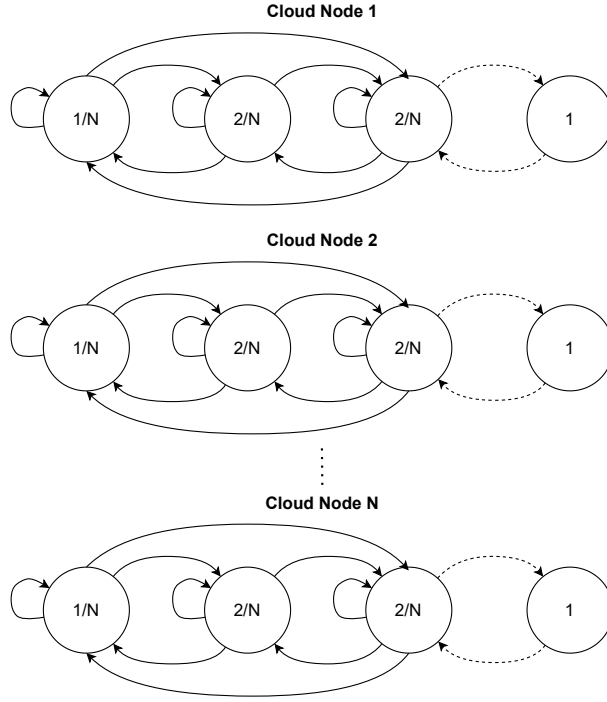 Cloud Node 1
1/N 2/N 2/N 1
Cloud Node 2
1/N 2/N 2/N 1
Cloud Node N
1/N 2/N 2/N 1